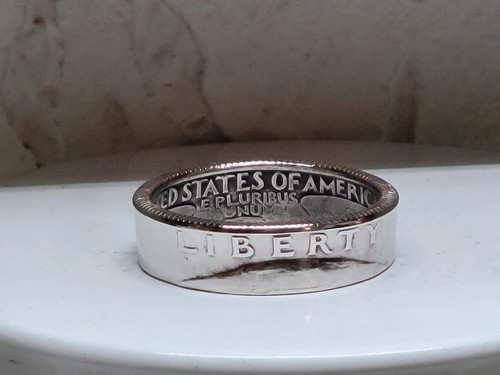 ED STATES OF AMERIC
E PLURIBUS
UNUM
LIBERTY